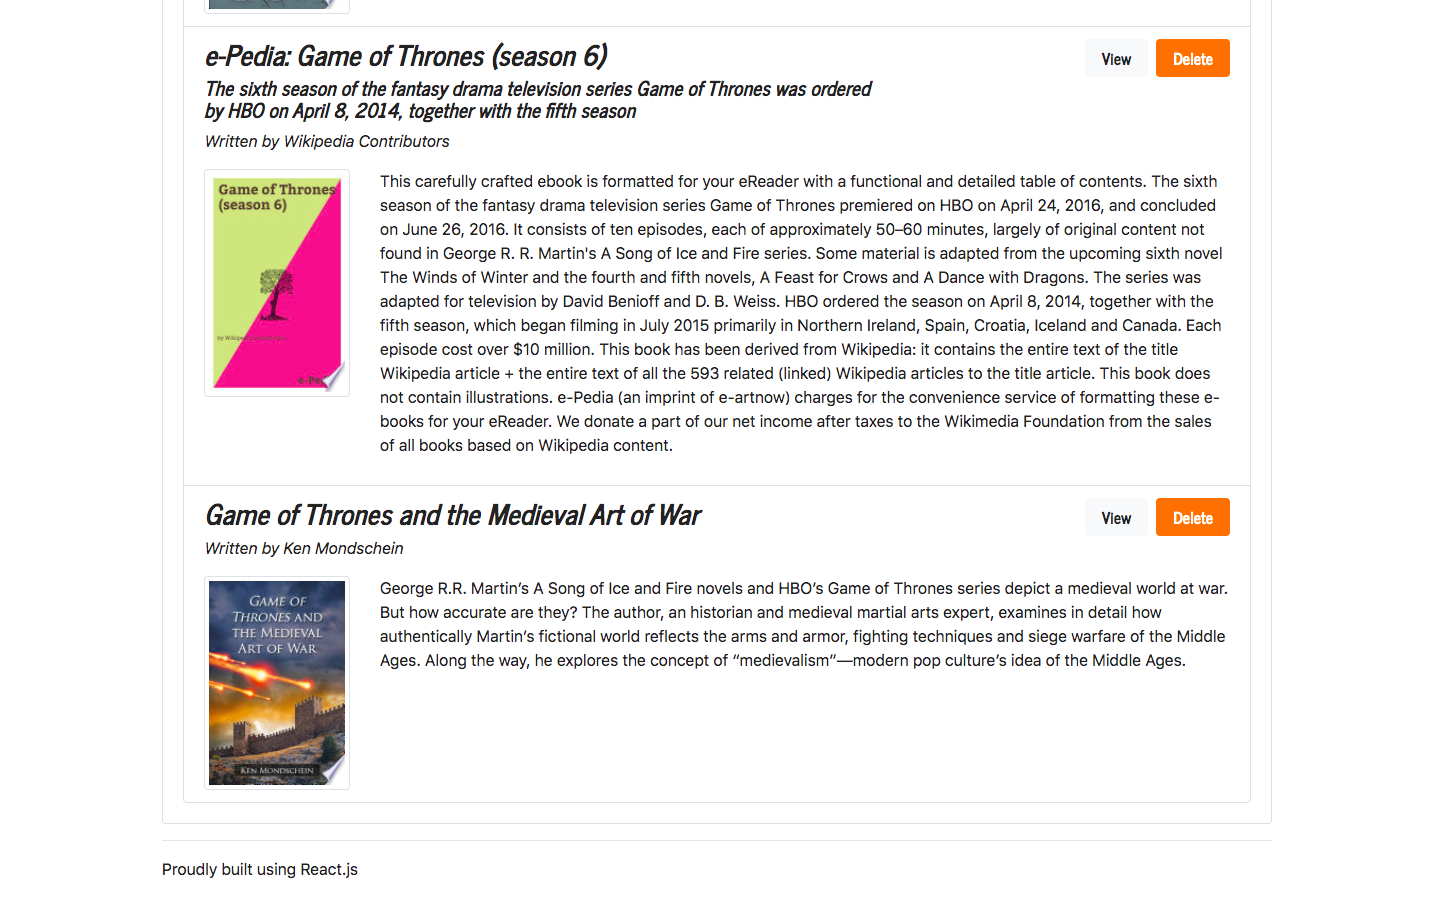 e-Pedia: Game of Thrones (season 6)
View
Delete
The sixth season of the fantasy drama television series Game of Thrones was ordered
by HBO on April 8, 2014, together with the fifth season
Written by Wikipedia Contributors
Game of Thrones
(season 6)
This carefully crafted ebook is formatted for your eReader with a functional and detailed table of contents. The sixth
season of the fantasy drama television series Game of Thrones premiered on HBO on April 24, 2016, and concluded
on June 26, 2016. It consists of ten episodes, each of approximately 50–60 minutes, largely of original content not
found in George R. R. Martin's A Song of Ice and Fire series. Some material is adapted from the upcoming sixth novel
The Winds of Winter and the fourth and fifth novels, A Feast for Crows and A Dance with Dragons. The series was
adapted for television by David Benioff and D. B. Weiss. HBO ordered the season on April 8, 2014, together with the
fifth season, which began filming in July 2015 primarily in Northern Ireland, Spain, Croatia, Iceland and Canada. Each
episode cost over $10 million. This book has been derived from Wikipedia: it contains the entire text of the title
Wikipedia article + the entire text of all the 593 related (linked) Wikipedia articles to the title article. This book does
not contain illustrations. e-Pedia (an imprint of e-artnow) charges for the convenience service of formatting these e-
books for your eReader. We donate a part of our net income after taxes to the Wikimedia Foundation from the sales
of all books based on Wikipedia content.
Game of Thrones and the Medieval Art of War
View
Delete
Written by Ken Mondschein
GAME OF
THRONES AND
THE MEDIEVAL
ART OF WAR
KEN MONDSCHEIN
George R.R. Martin’s A Song of Ice and Fire novels and HBO’s Game of Thrones series depict a medieval world at war.
But how accurate are they? The author, an historian and medieval martial arts expert, examines in detail how
authentically Martin’s fictional world reflects the arms and armor, fighting techniques and siege warfare of the Middle
Ages. Along the way, he explores the concept of “medievalism”—modern pop culture’s idea of the Middle Ages.
Proudly built using React.js